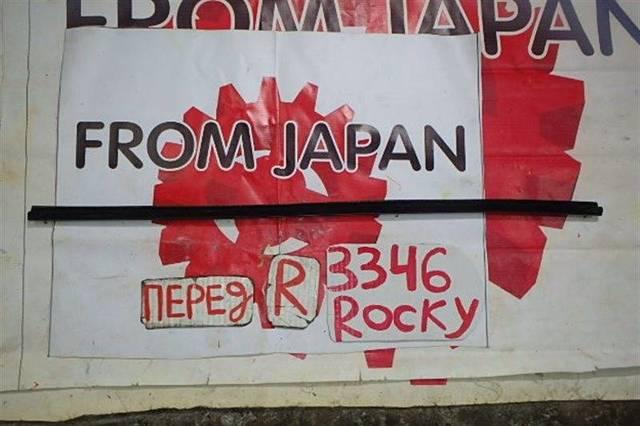 FROM JAPAN
FROM JAPAN
ПЕРЕД R 3346
ROCKY